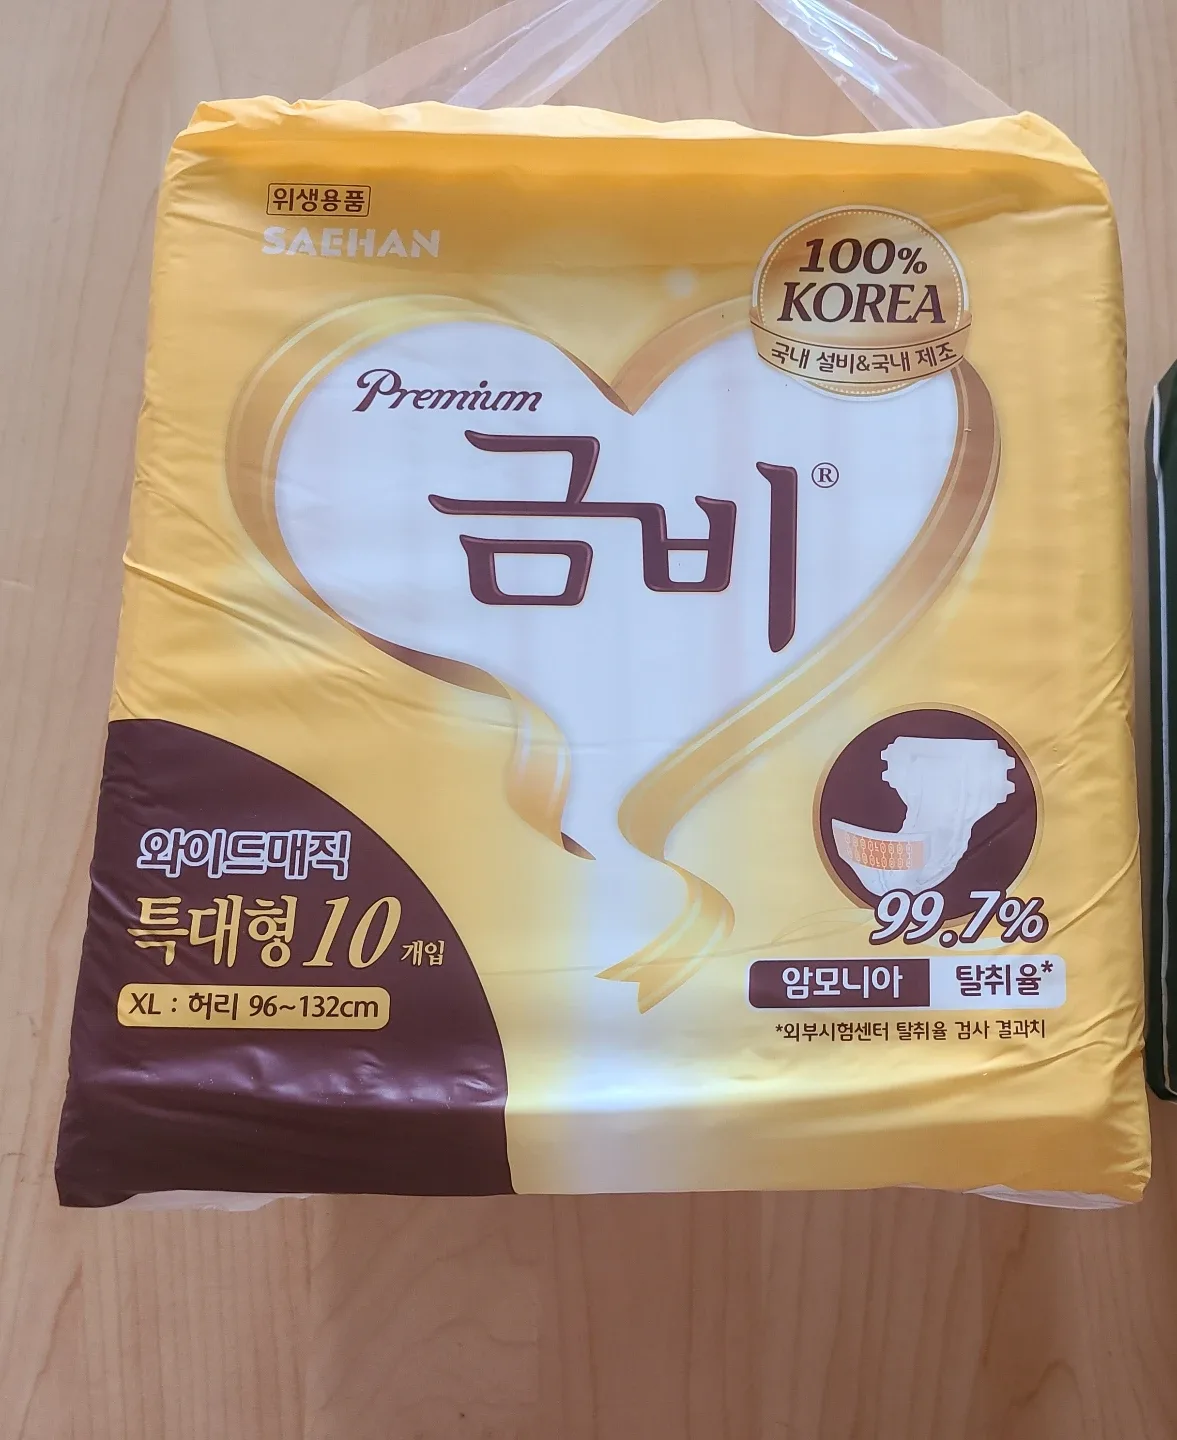 위생용품
SAEHAN
100%
KOREA
국내 설비&국내 제조
Premium
금비®
와이드매직
특대형 10 개입
XL : 허리 96~132cm
99.7%
암모니아 탈취율*
*외부시험센터 탈취율 검사 결과치